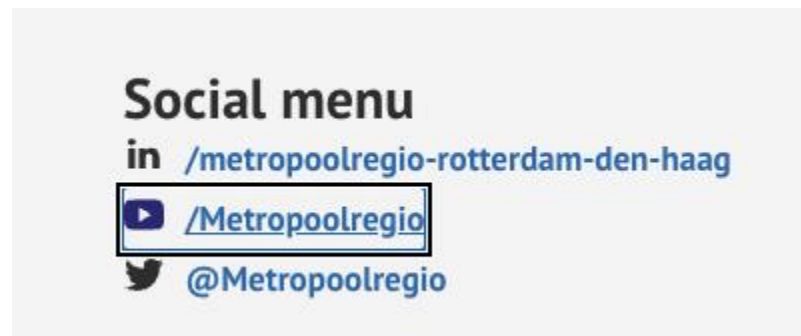 Social menu
in /metropoolregio-rotterdam-den-haag
/Metropoolregio
@Metropoolregio